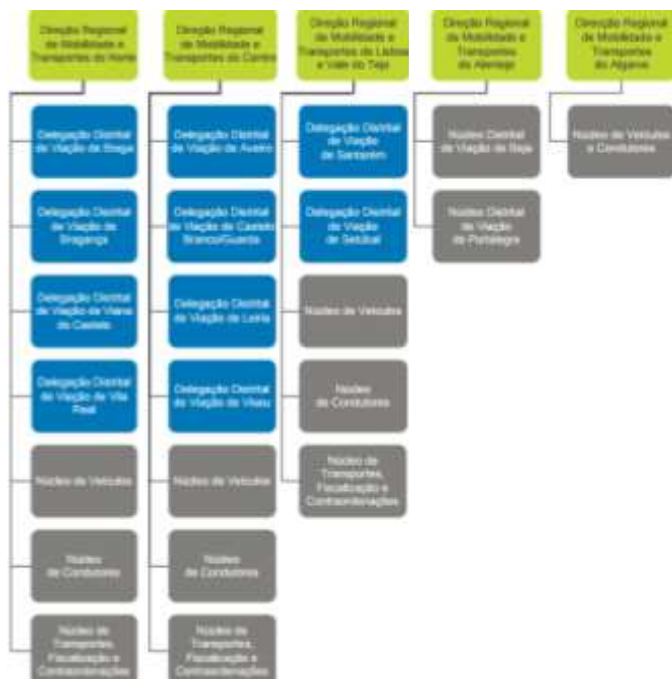 Direção Regional
de Mobilidade e
Transportes do Norte
Delegação Distrital
de Viação de Braga
Delegação Distrital
de Viação de
Bragança
Delegação Distrital
de Viação de Viana
do Castelo
Delegação Distrital
de Viação de Vila
Real
Núcleo de Veículos
Núcleo
de Condutores
Núcleo de
Transportes,
Fiscalização e
Contraordenações
Direção Regional
de Mobilidade e
Transportes do Centro
Delegação Distrital
de Viação de Aveiro
Delegação Distrital
de Viação de Castelo
Branco/Guarda
Delegação Distrital
de Viação de Leiria
Delegação Distrital
de Viação de Viseu
Núcleo de Veículos
Núcleo
de Condutores
Núcleo de
Transportes,
Fiscalização e
Contraordenações
Direção Regional
de Mobilidade e
Transportes de Lisboa
e Vale do Tejo
Delegação Distrital
de Viação
de Santarém
Delegação Distrital
de Viação
de Setúbal
Núcleo de Veículos
Núcleo
de Condutores
Núcleo de
Transportes,
Fiscalização e
Contraordenações
Direção Regional
de Mobilidade e
Transportes
do Alentejo
Núcleo Distrital
de Viação de Beja
Núcleo Distrital
de Viação
de Portalegre
Direcção Regional
de Mobilidade e
Transportes
do Algarve
Núcleo de Veículos
e Condutores